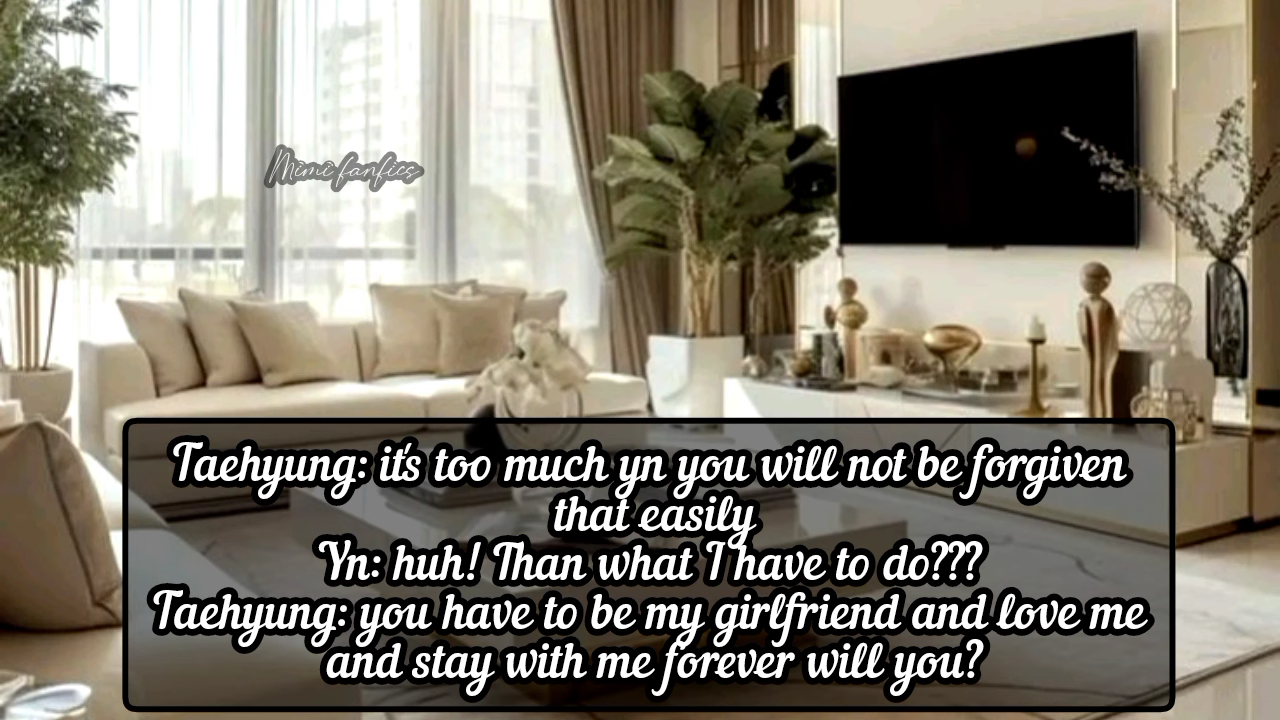 Mimi fanfics
Taehyung: it's too much yn you will not be forgiven
that easily
Yn: huh! Than what I have to do???
Taehyung: you have to be my girlfriend and love me
and stay with me forever will you?